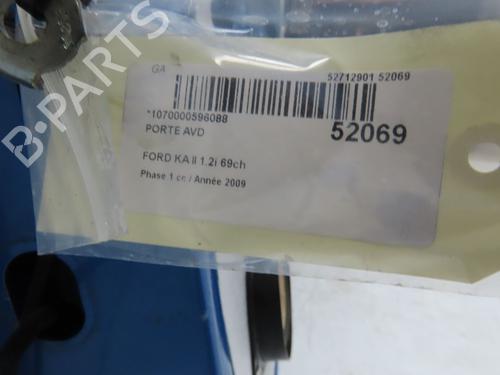 GA
52712901 52069
*1070000596088
52069
PORTE AVD
FORD KA II 1.2i 69ch
Phase 1 cc / Année 2009
B-PARTS